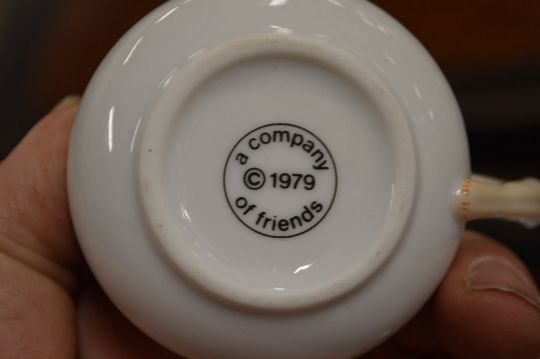 a company
© 1979
of friends